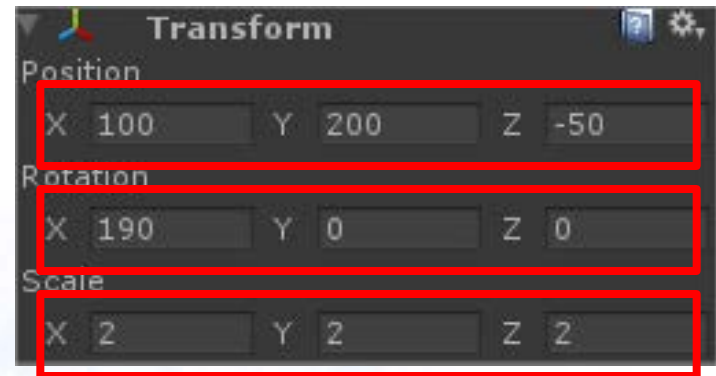 Transform
Position
X 100 Y 200 Z -50
Rotation
X 190 Y 0 Z 0
Scale
X 2 Y 2 Z 2